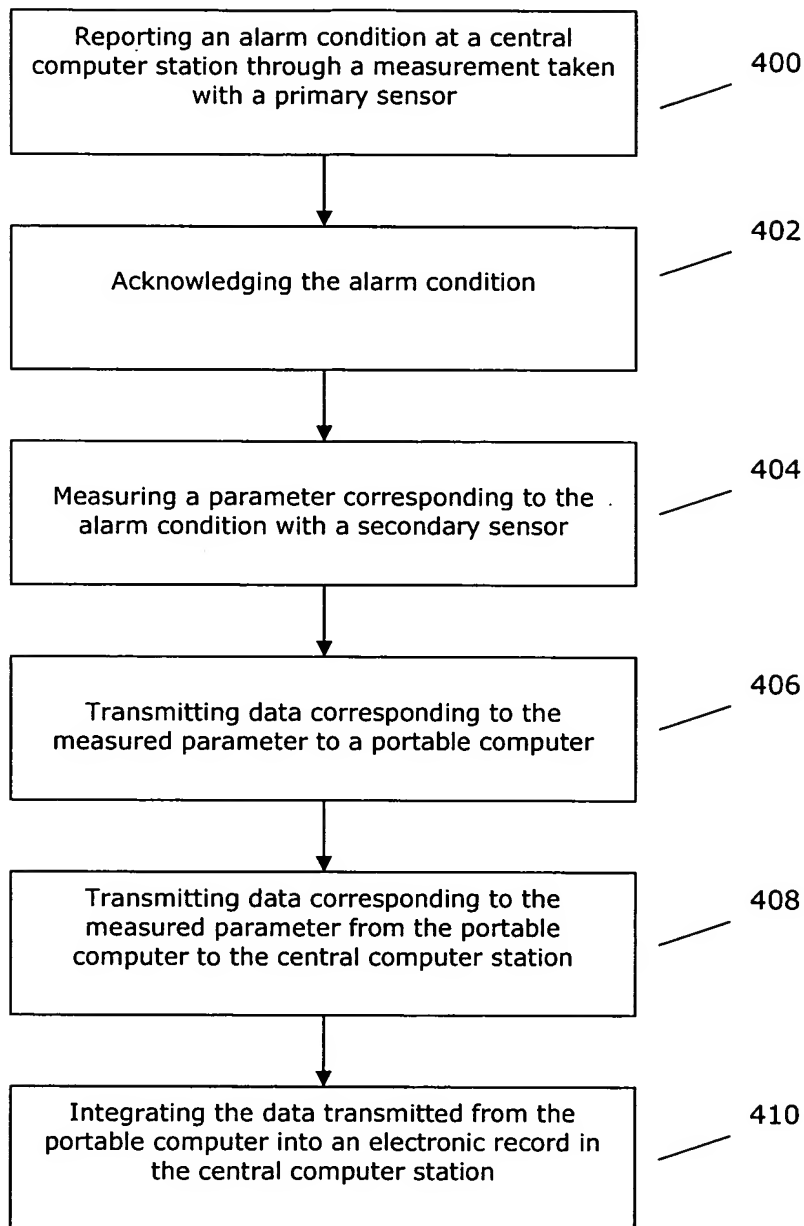 Reporting an alarm condition at a central
computer station through a measurement taken
with a primary sensor
400
Acknowledging the alarm condition
402
Measuring a parameter corresponding to the
alarm condition with a secondary sensor
404
Transmitting data corresponding to the
measured parameter to a portable computer
406
Transmitting data corresponding to the
measured parameter from the portable
computer to the central computer station
408
Integrating the data transmitted from the
portable computer into an electronic record in
the central computer station
410